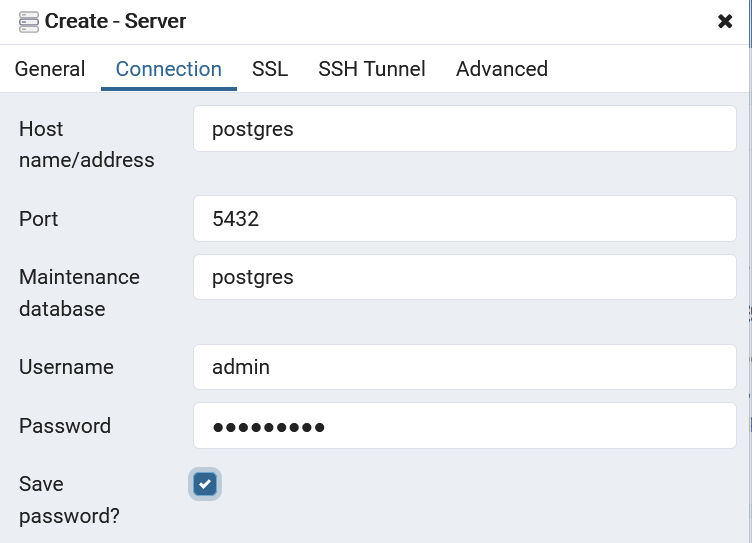 Create - Server
General Connection SSL SSH Tunnel Advanced
Host name/address postgres
Port 5432
Maintenance database postgres
Username admin
Password •••••••••
Save password?